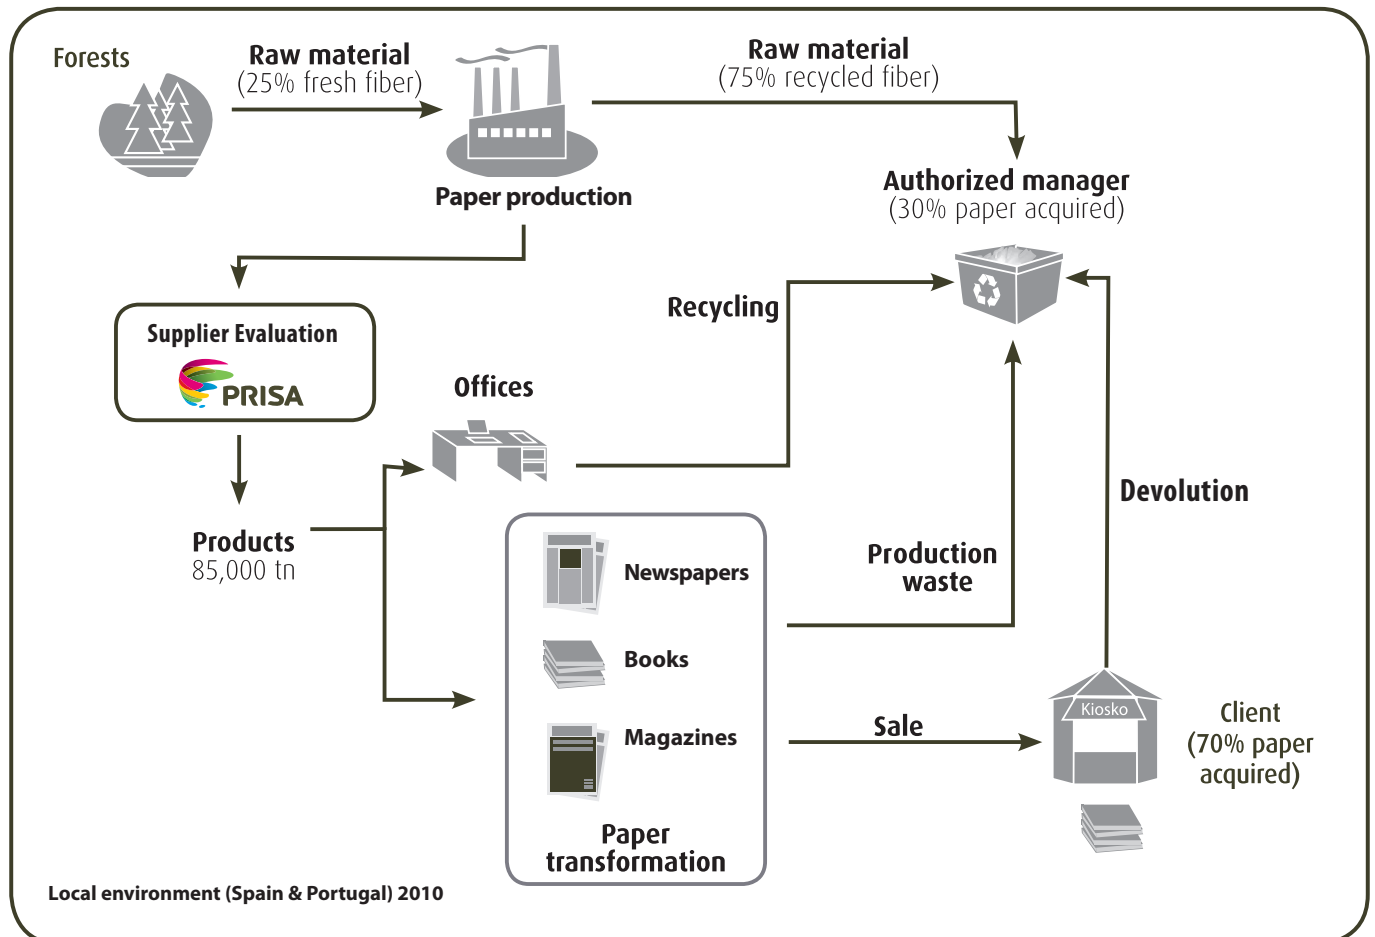 Forests
Raw material
(25% fresh fiber)
Raw material
(75% recycled fiber)
Paper production
Authorized manager
(30% paper acquired)
Recycling
Supplier Evaluation
PRISA
Offices
Devolution
Products
85,000 tn
Production
waste
Newspapers
Books
Magazines
Paper
transformation
Sale
Kiosko
Client
(70% paper
acquired)
Local environment (Spain & Portugal) 2010